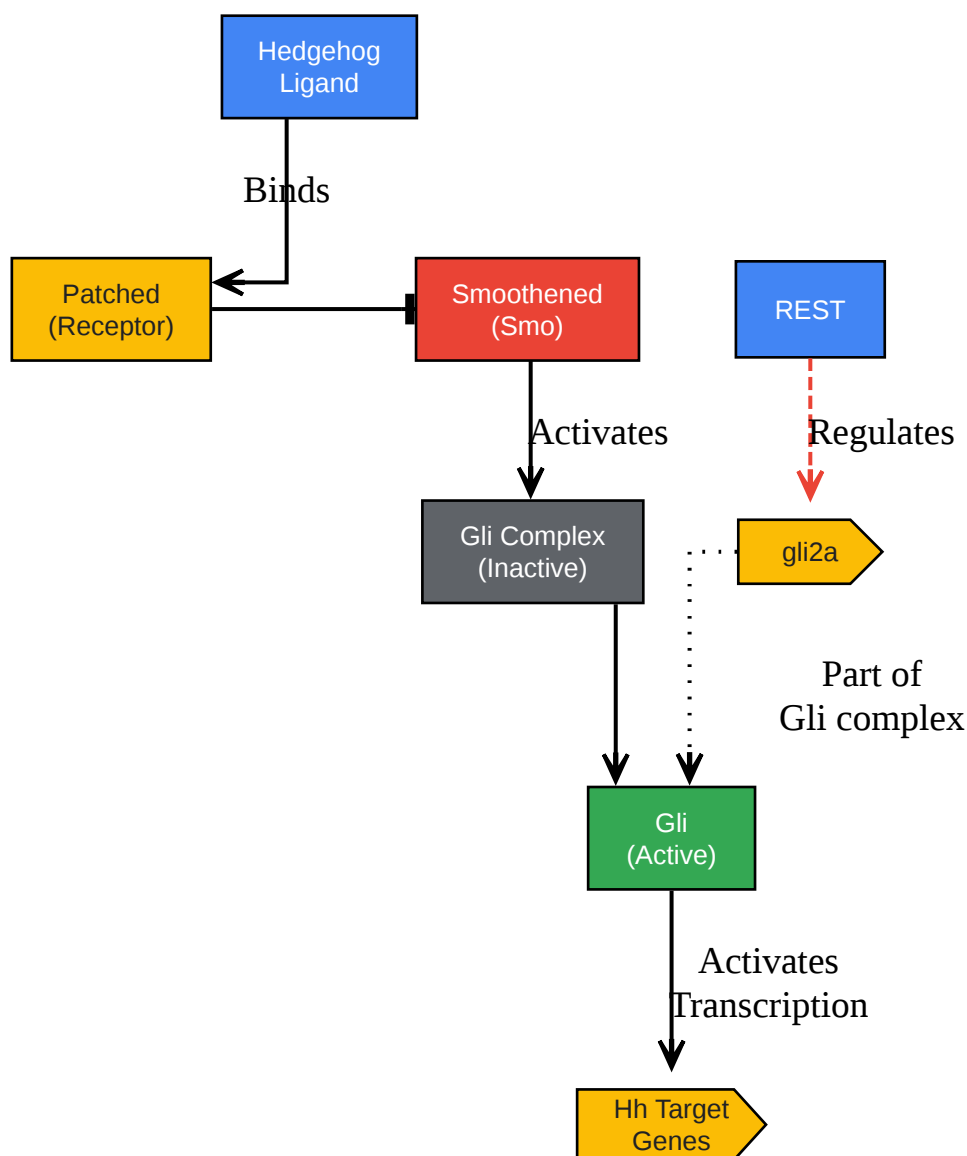 Hedgehog
Ligand
Binds
Patched
(Receptor)
Smoothened
(Smo)
REST
Activates
Regulates
Gli Complex
(Inactive)
gli2a
Part of
Gli complex
Gli
(Active)
Activates
Transcription
Hh Target
Genes